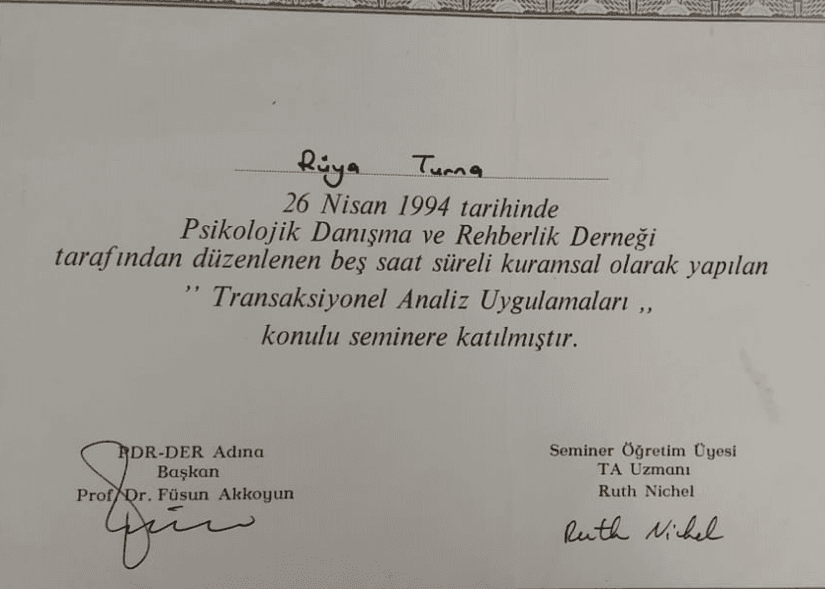 Rüya Turna
26 Nisan 1994 tarihinde
Psikolojik Danışma ve Rehberlik Derneği
tarafından düzenlenen beş saat süreli kuramsal olarak yapılan
’’ Transaksiyonel Analiz Uygulamaları ,,
konulu seminere katılmıştır.
PDR-DER Adına
Başkan
Prof. Dr. Füsun Akkoyun
Seminer Öğretim Üyesi
TA Uzmanı
Ruth Nichel
Ruth Nichel